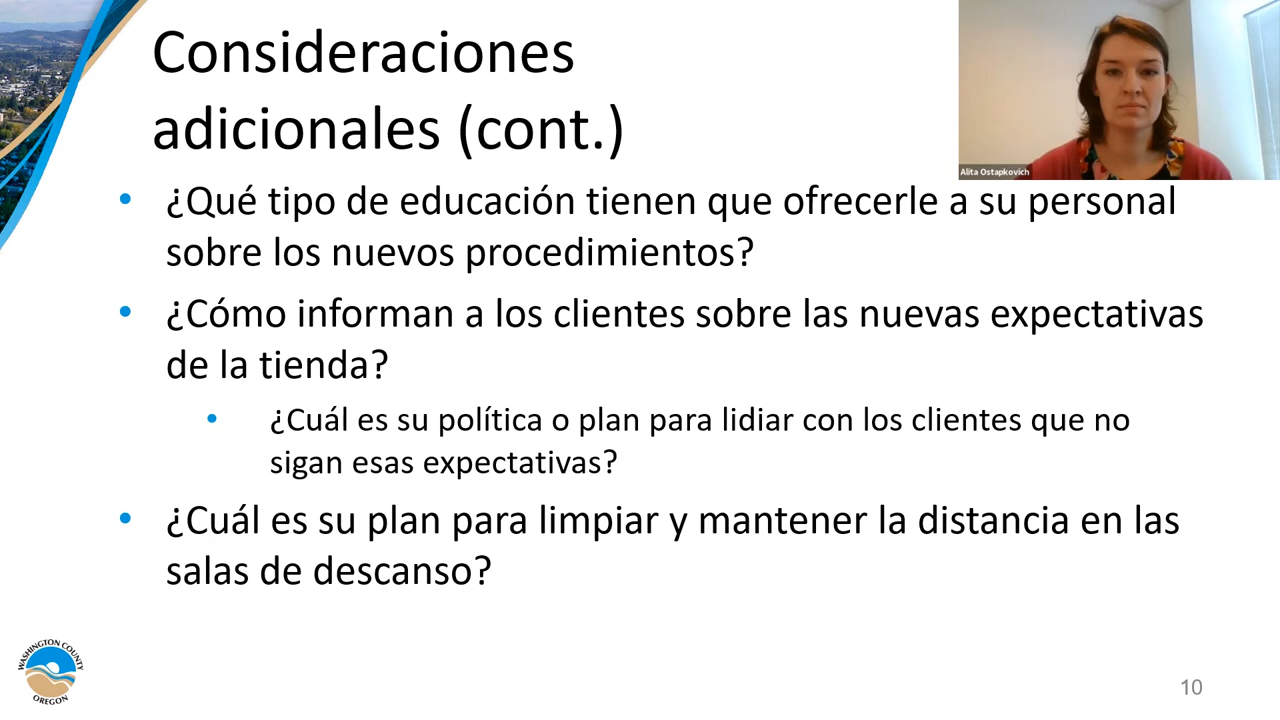 Consideraciones
adicionales (cont.)
Alita Ostapkovich
• ¿Qué tipo de educación tienen que ofrecerle a su personal
sobre los nuevos procedimientos?
• ¿Cómo informan a los clientes sobre las nuevas expectativas
de la tienda?
• ¿Cuál es su política o plan para lidiar con los clientes que no
sigan esas expectativas?
• ¿Cuál es su plan para limpiar y mantener la distancia en las
salas de descanso?
WASHINGTON COUNTY
OREGON
10